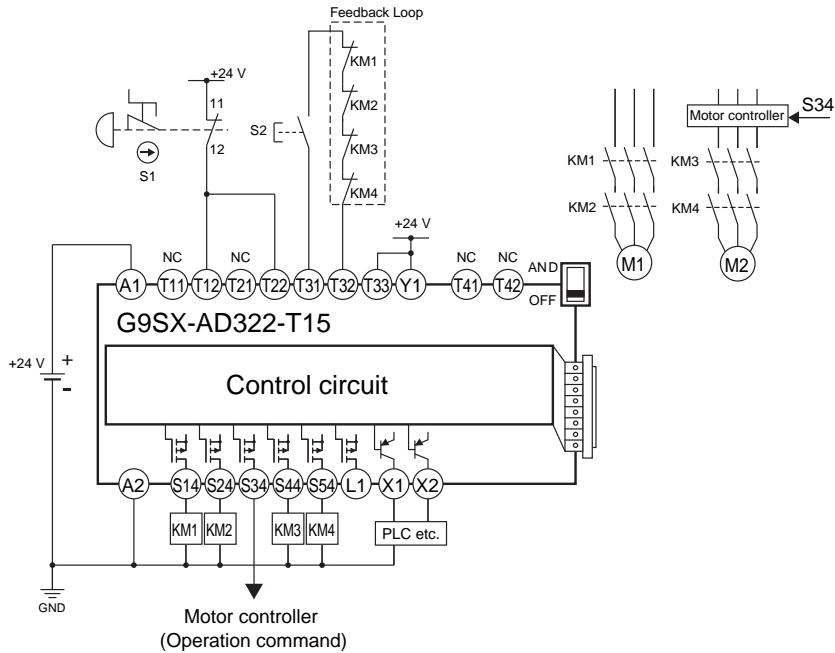 Feedback Loop
+24 V
11
12
S1
S2
KM1
KM2
KM3
KM4
Motor controller
S34
KM1
KM3
KM2
KM4
M1
M2
+24 V
NC
NC
NC
NC
AND
OFF
A1
T11
T12
T21
T22
T31
T32
T33
Y1
T41
T42
G9SX-AD322-T15
+24 V
+
-
Control circuit
A2
S14
S24
S34
S44
S54
L1
X1
X2
KM1
KM2
KM3
KM4
PLC etc.
GND
Motor controller
(Operation command)